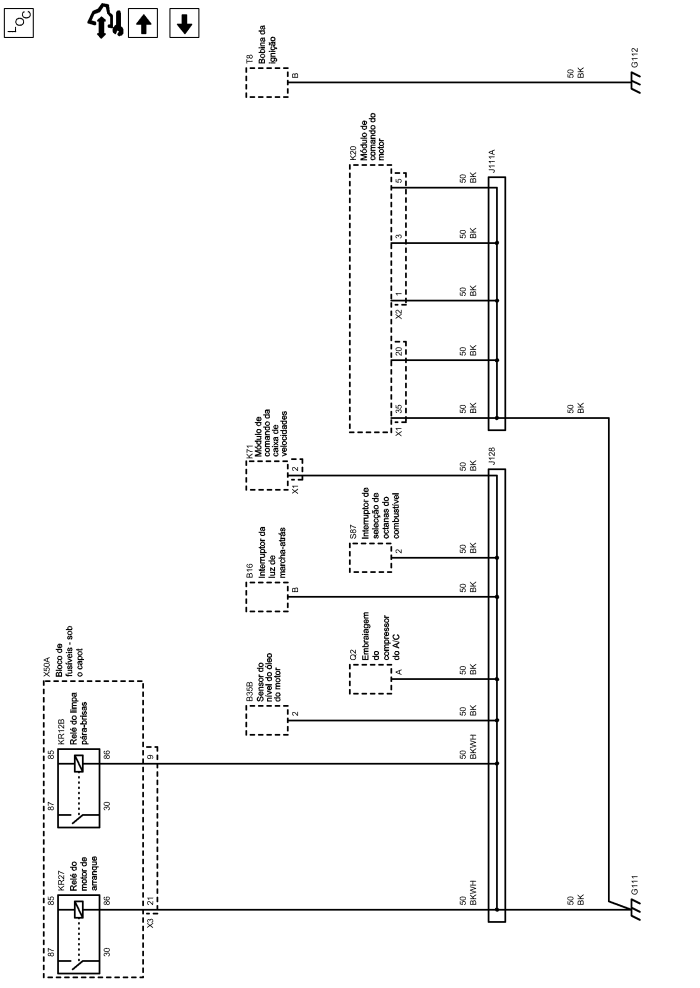 LOC
X50A
Bloco de
fusíveis - sob
o capot
KR27
Relé do
motor de
arranque
87
85
30
86
KR12B
Relé do limpa
pára-brisas
87
85
30
86
X3
21
9
B35B
Sensor do
nível do óleo
do motor
2
B16
Interruptor da
luz de
marcha-atrás
B
K71
Módulo de
comando da
caixa de
velocidades
X1
2
T8
Bobina da
ignição
B
Q2
Embraiagem
do
compressor
do A/C
A
S87
Interruptor de
selecção de
octanas do
combustível
2
K20
Módulo de
comando do
motor
X1
35
20
X2
1
3
5
50
BKWH
50
BKWH
50
BK
50
BK
50
BK
50
BK
50
BK
J128
50
BK
50
BK
50
BK
50
BK
50
BK
J111A
50
BK
50
BK
50
BK
G111
G112